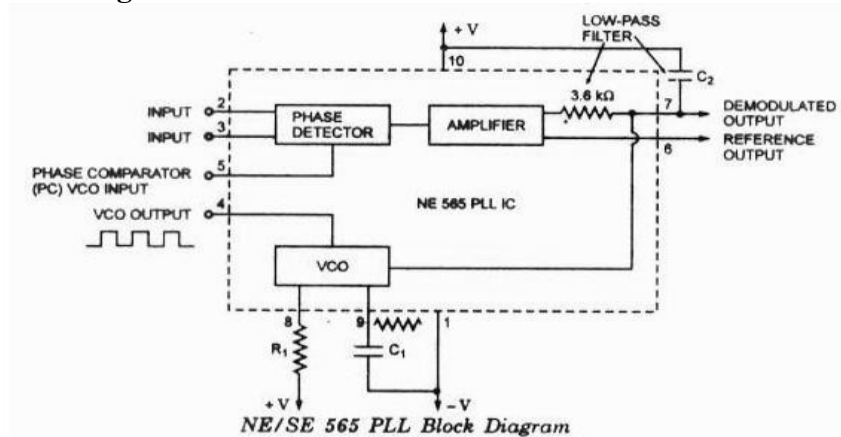 + V
LOW-PASS
FILTER
10
C2
3.6 kΩ
INPUT
2
7
DEMODULATED
OUTPUT
PHASE
DETECTOR
AMPLIFIER
INPUT
3
REFERENCE
OUTPUT
6
PHASE COMPARATOR
(PC) VCO INPUT
5
VCO OUTPUT
4
NE 565 PLL IC
VCO
8
9
1
R1
C1
+V
–V
NE/SE 565 PLL Block Diagram